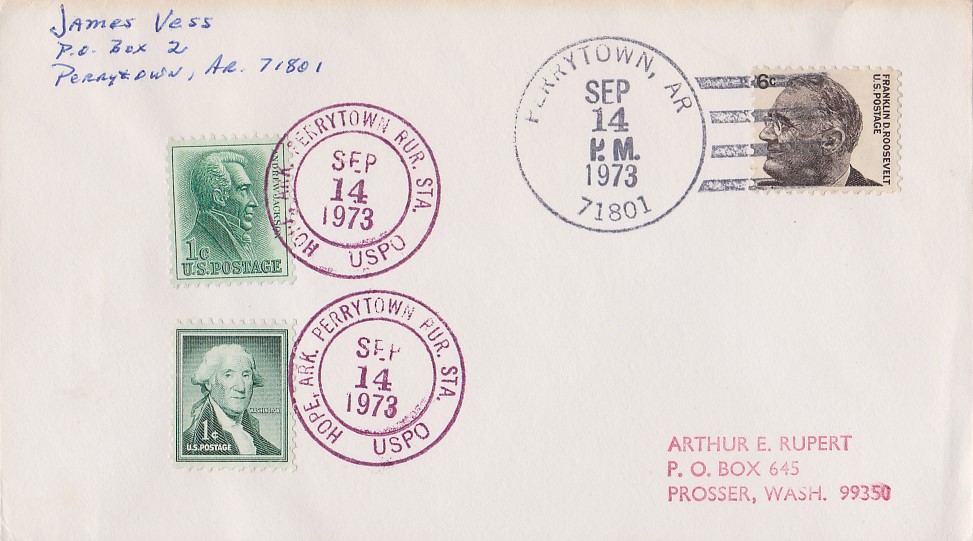 James Vess
P.O. Box 2
Perrytown, Ar. 71801
PERRYTOWN, AR
SEP
14
P.M.
1973
71801
6c
FRANKLIN D. ROOSEVELT
U.S. POSTAGE
HOPE, ARK. PERRYTOWN RUR. STA.
SEP
14
1973
USPO
ANDREW JACKSON
1c
U.S. POSTAGE
HOPE, ARK. PERRYTOWN RUR. STA.
SEP
14
1973
USPO
WASHINGTON
1c
U.S. POSTAGE
ARTHUR E. RUPERT
P. O. BOX 645
PROSSER, WASH. 99350